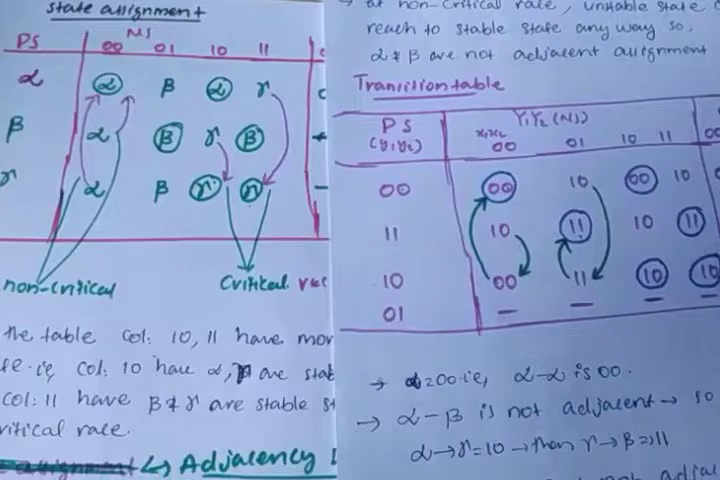 state assignment
PS NS
00 01 10 11
α α β α r
β α β r β
r α β r r
non-critical Critical
the table col: 10, 11 have
i.e, col: 10 have α, r are
col: 11 have β & r are stable
race.
↳ Adjacency
at non-critical race, unstable state
reach to stable state any way so,
α & β are not adjacent assignment
Transition table
PS Y₁Y₂ (NS)
(y₁y₂) x₁x₂
00 01 10 11
00 00 10 00 10
11 10 11 10 11
10 00 11 10 10
01 — — — —
→ α=00 i.e, α-α is 00.
→ α-β is not adjacent → so
α→r=10 → then r→β=11